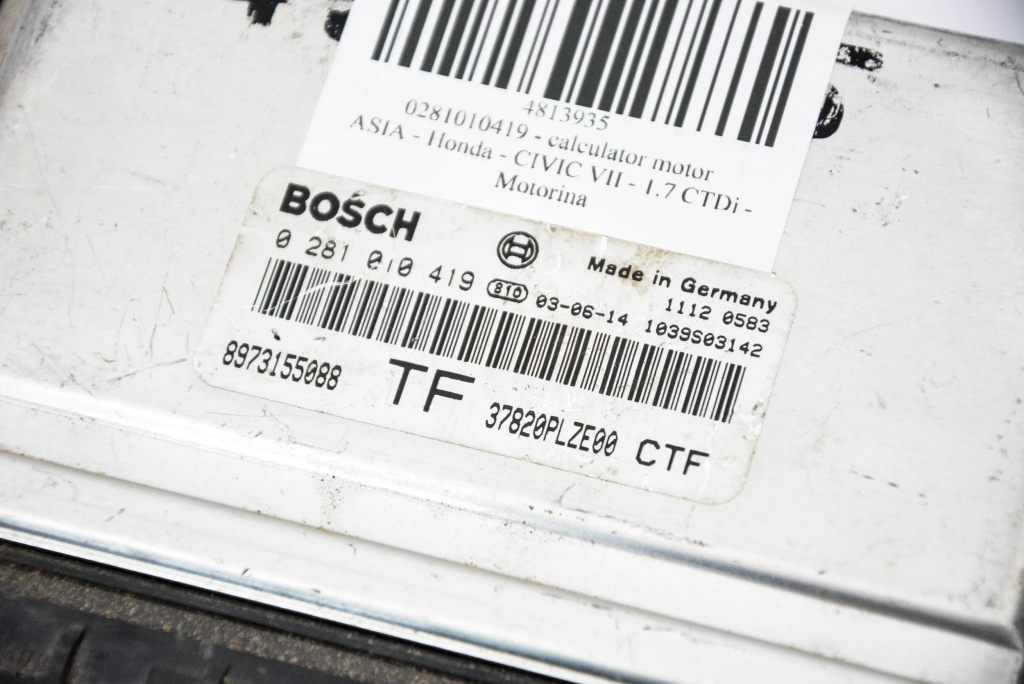 4813935
0281010419 - calculator motor
ASIA - Honda - CIVIC VII - 1.7 CTDi -
Motorina
BOSCH
Made in Germany
0 281 010 419 810 03-06-14
1112 0583
1039S03142
8973155088 TF 37820PLZE00 CTF